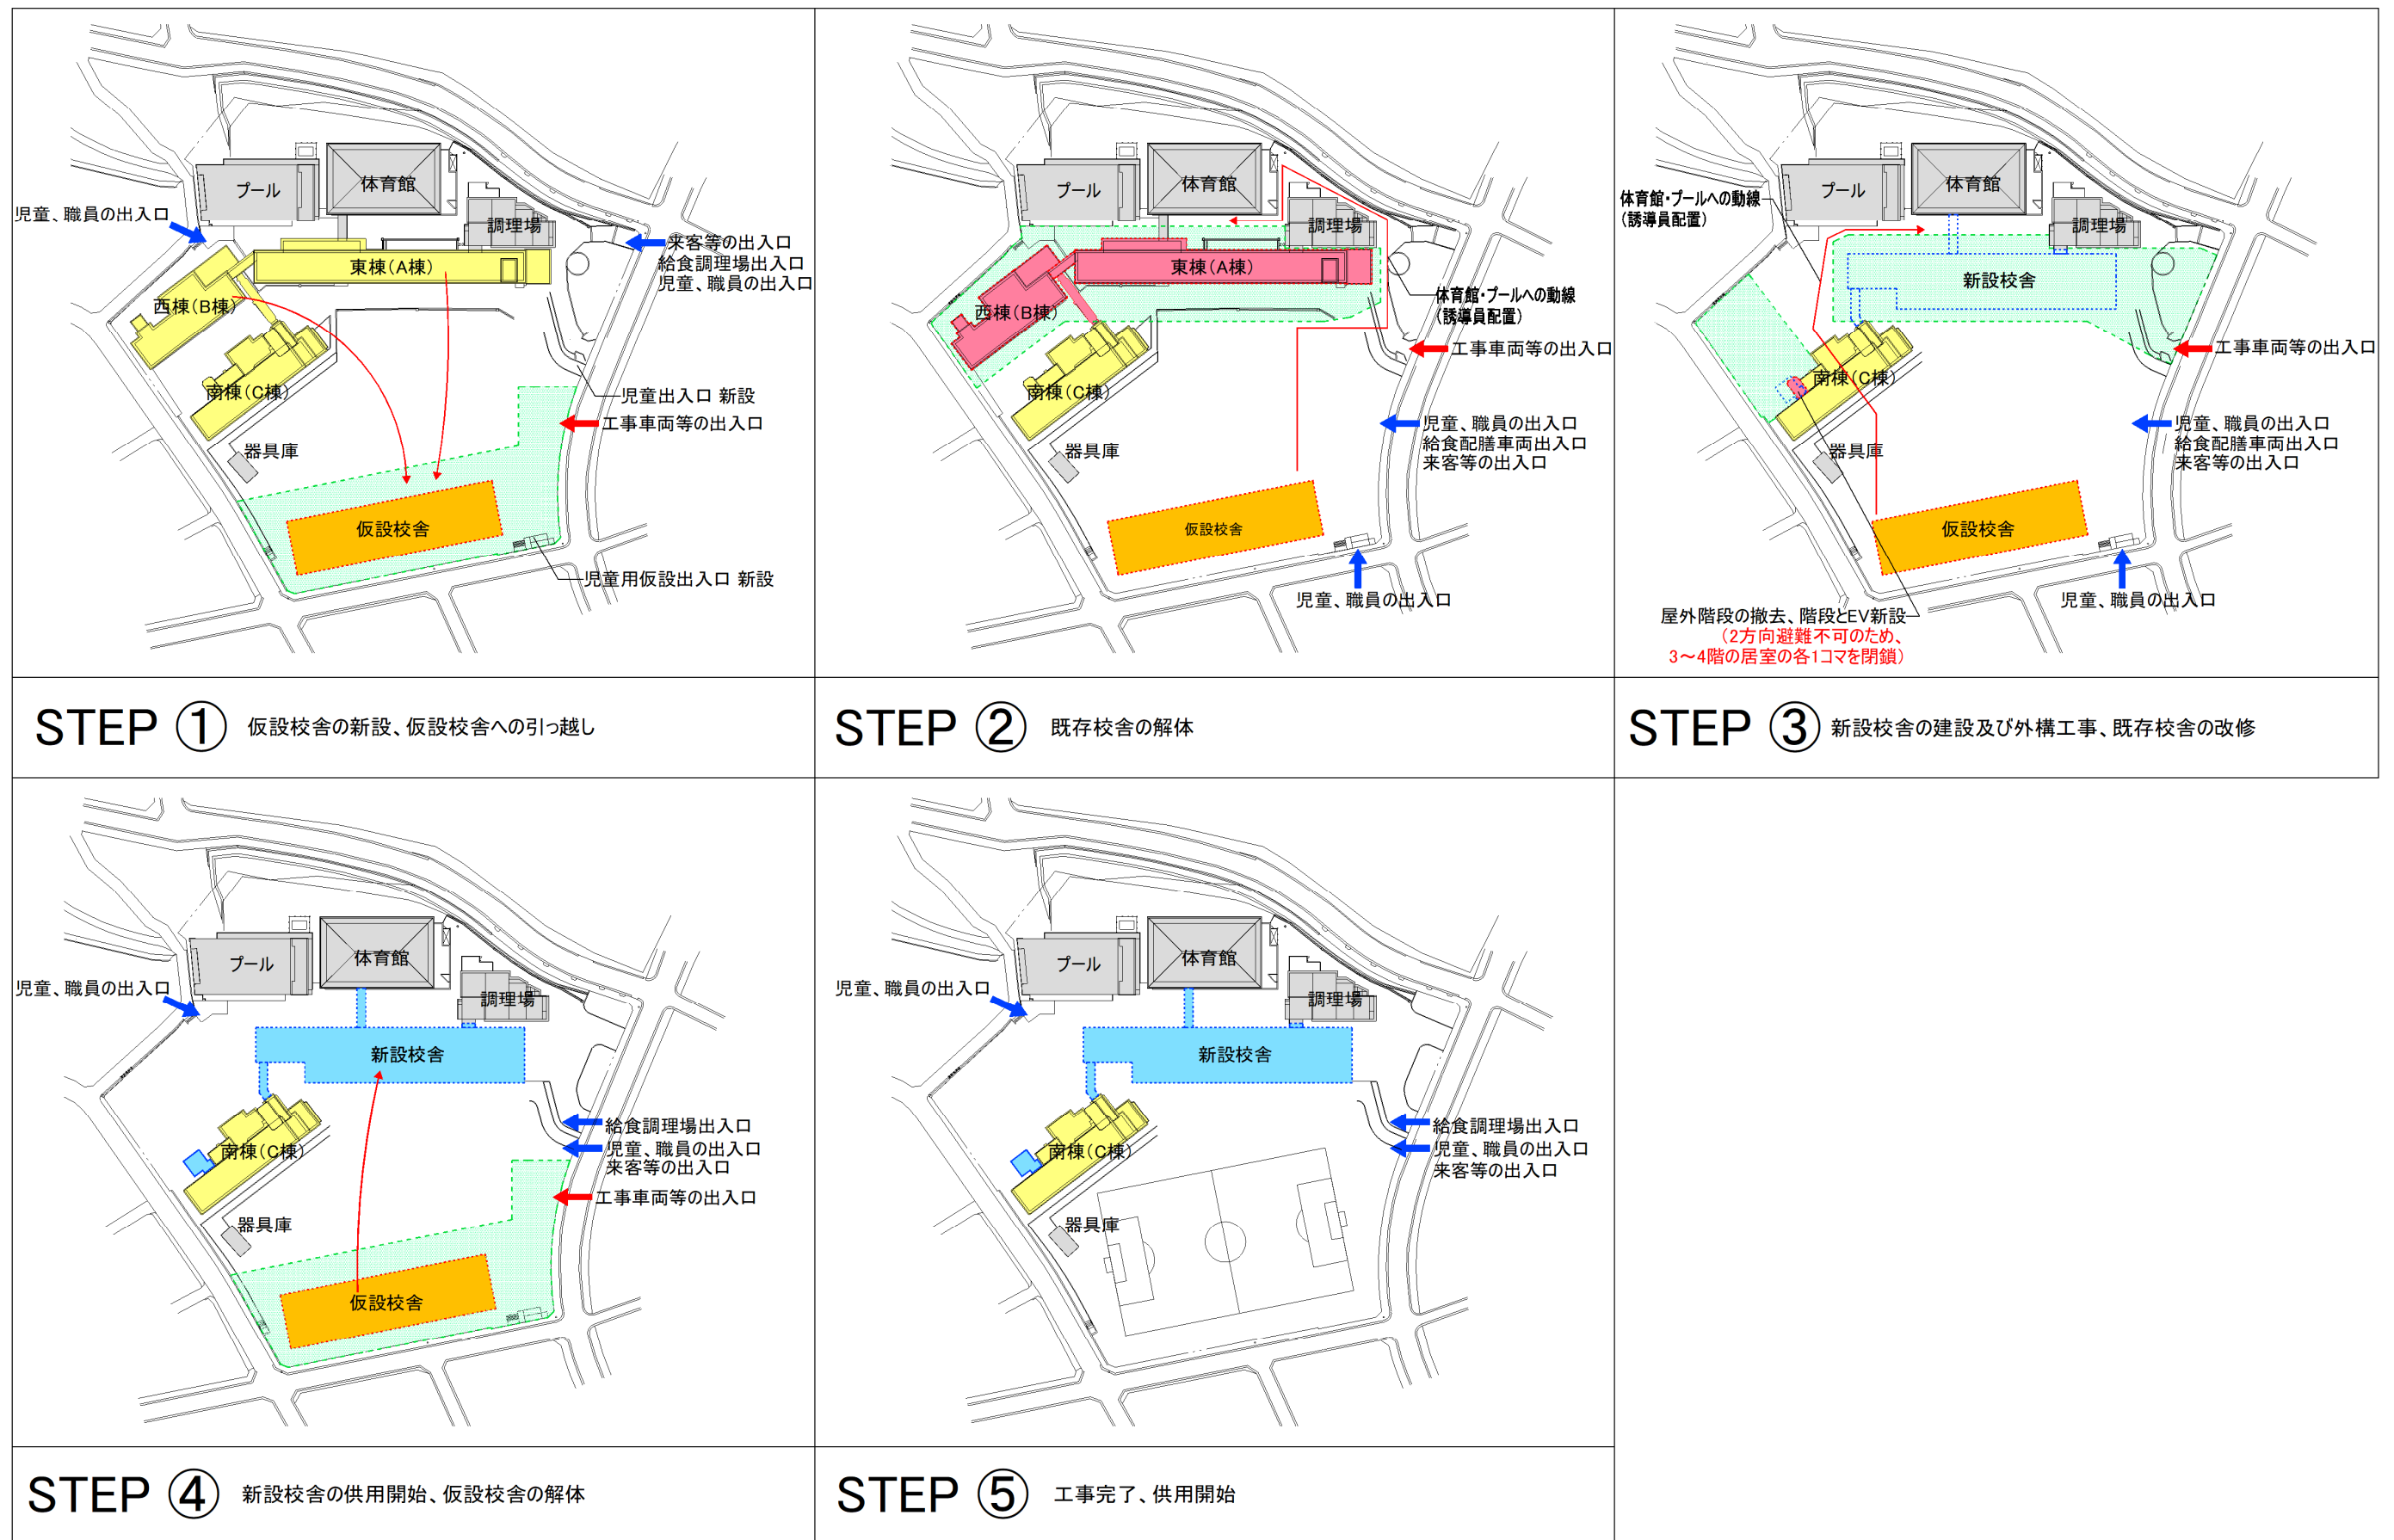 プール
体育館
児童、職員の出入口
調理場
来客等の出入口
給食調理場出入口
児童、職員の出入口
東棟(A棟)
西棟(B棟)
南棟(C棟)
児童出入口 新設
工事車両等の出入口
器具庫
仮設校舎
児童用仮設出入口 新設
STEP ① 仮設校舎の新設、仮設校舎への引っ越し
プール
体育館
調理場
東棟(A棟)
体育館・プールへの動線
(誘導員配置)
西棟(B棟)
工事車両等の出入口
南棟(C棟)
児童、職員の出入口
給食配膳車両出入口
来客等の出入口
器具庫
仮設校舎
児童、職員の出入口
STEP ② 既存校舎の解体
プール
体育館
体育館・プールへの動線
(誘導員配置)
調理場
新設校舎
工事車両等の出入口
南棟(C棟)
児童、職員の出入口
給食配膳車両出入口
来客等の出入口
器具庫
仮設校舎
児童、職員の出入口
屋外階段の撤去、階段とEV新設
(2方向避難不可のため、
3~4階の居室の各1コマを閉鎖)
STEP ③ 新設校舎の建設及び外構工事、既存校舎の改修
プール
体育館
児童、職員の出入口
調理場
新設校舎
給食調理場出入口
児童、職員の出入口
来客等の出入口
南棟(C棟)
工事車両等の出入口
器具庫
仮設校舎
STEP ④ 新設校舎の供用開始、仮設校舎の解体
プール
体育館
児童、職員の出入口
調理場
新設校舎
給食調理場出入口
児童、職員の出入口
来客等の出入口
南棟(C棟)
器具庫
STEP ⑤ 工事完了、供用開始